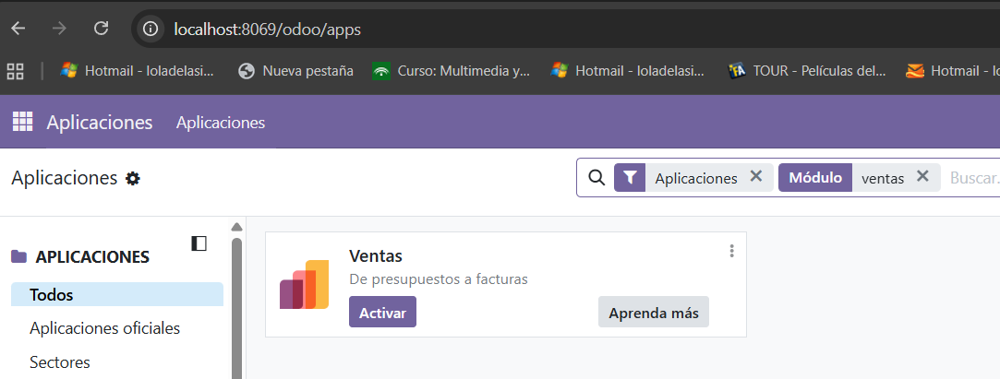 localhost:8069/odoo/apps
Hotmail - loladelasi... Nueva pestaña Curso: Multimedia y... Hotmail - loladelasi... TOUR - Películas del... Hotmail - lo
Aplicaciones Aplicaciones
Aplicaciones Aplicaciones Módulo ventas Buscar.
APLICACIONES
Todos
Aplicaciones oficiales
Sectores
Ventas
De presupuestos a facturas
Activar Aprenda más